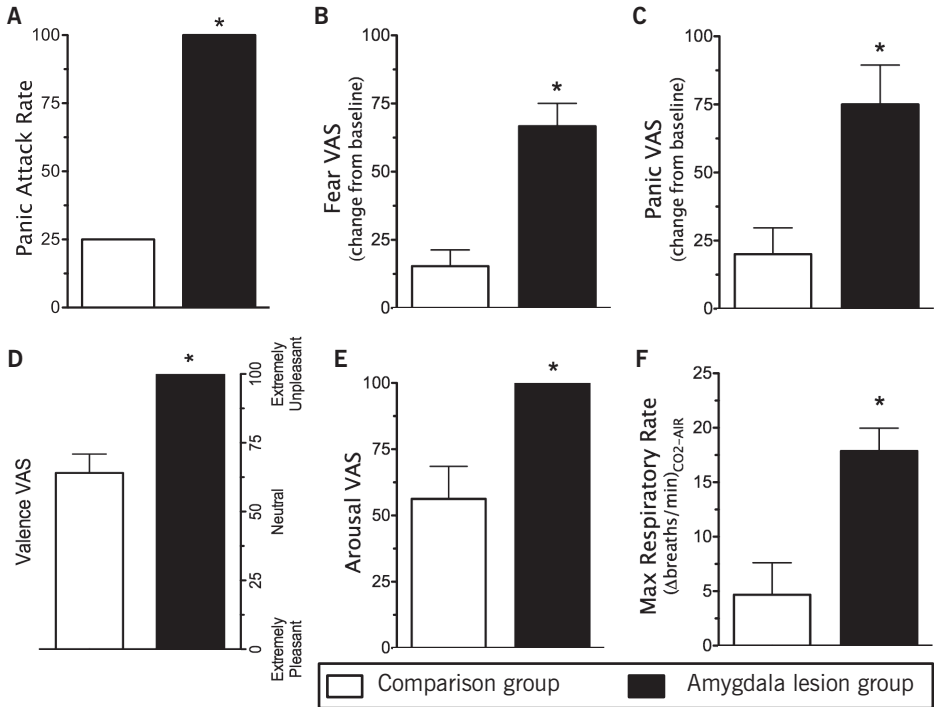 A
Panic Attack Rate
100
75
50
25
0
*
B
Fear VAS
(change from baseline)
100
75
50
25
0
*
C
Panic VAS
(change from baseline)
100
75
50
25
0
*
D
Valence VAS
*
100
75
50
25
0
Extremely
Unpleasant
Neutral
Extremely
Pleasant
E
Arousal VAS
100
75
50
25
0
*
F
Max Respiratory Rate
(Δbreaths/min)CO2–AIR
25
20
15
10
5
0
*
Comparison group
Amygdala lesion group